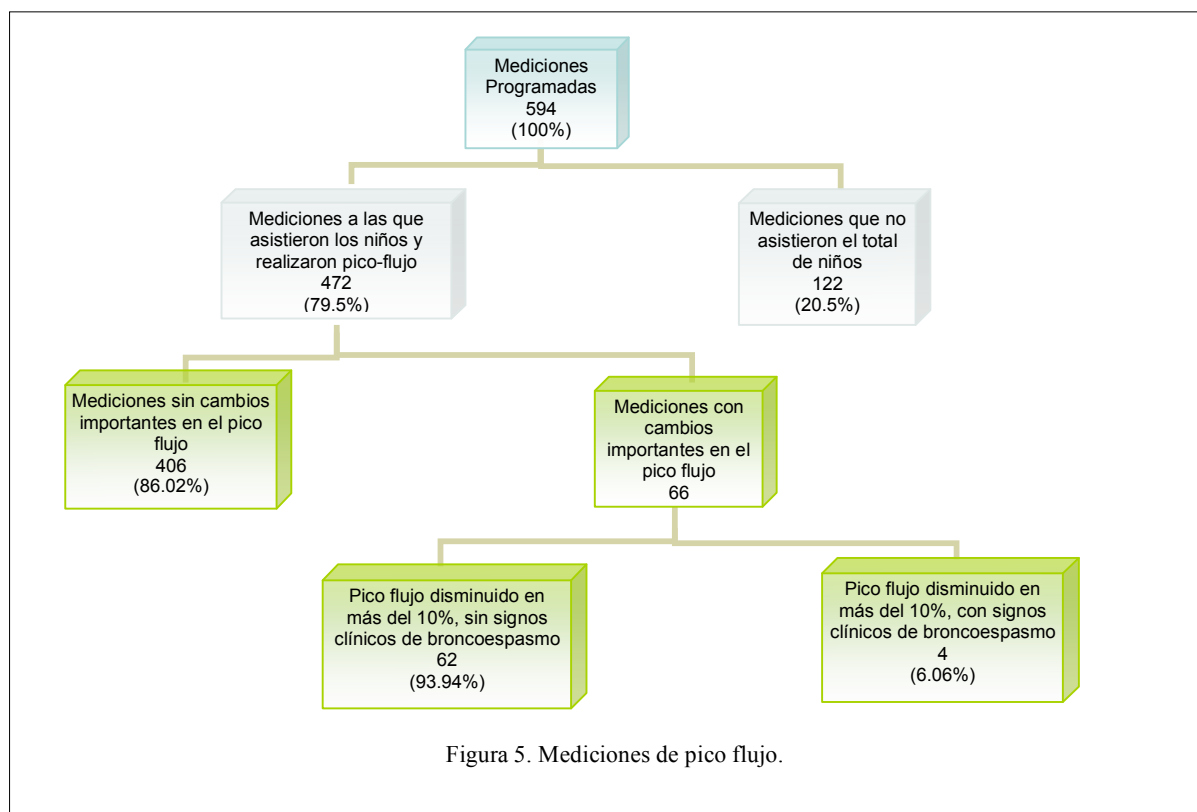 Mediciones
Programadas
594
(100%)
Mediciones a las que
asistieron los niños y
realizaron pico-flujo
472
(79.5%)
Mediciones que no
asistieron el total
de niños
122
(20.5%)
Mediciones sin cambios
importantes en el pico
flujo
406
(86.02%)
Mediciones con
cambios
importantes en el
pico flujo
66
Pico flujo disminuido en
más del 10%, sin signos
clínicos de broncoespasmo
62
(93.94%)
Pico flujo disminuido en
más del 10%, con signos
clínicos de broncoespasmo
4
(6.06%)
Figura 5. Mediciones de pico flujo.